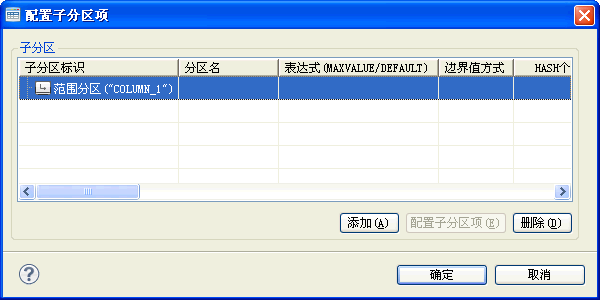 配置子分区项
子分区
子分区标识 分区名 表达式(MAXVALUE/DEFAULT) 边界值方式 HASH个
范围分区("COLUMN_1")
添加(A) 配置子分区项(E) 删除(D)
确定 取消